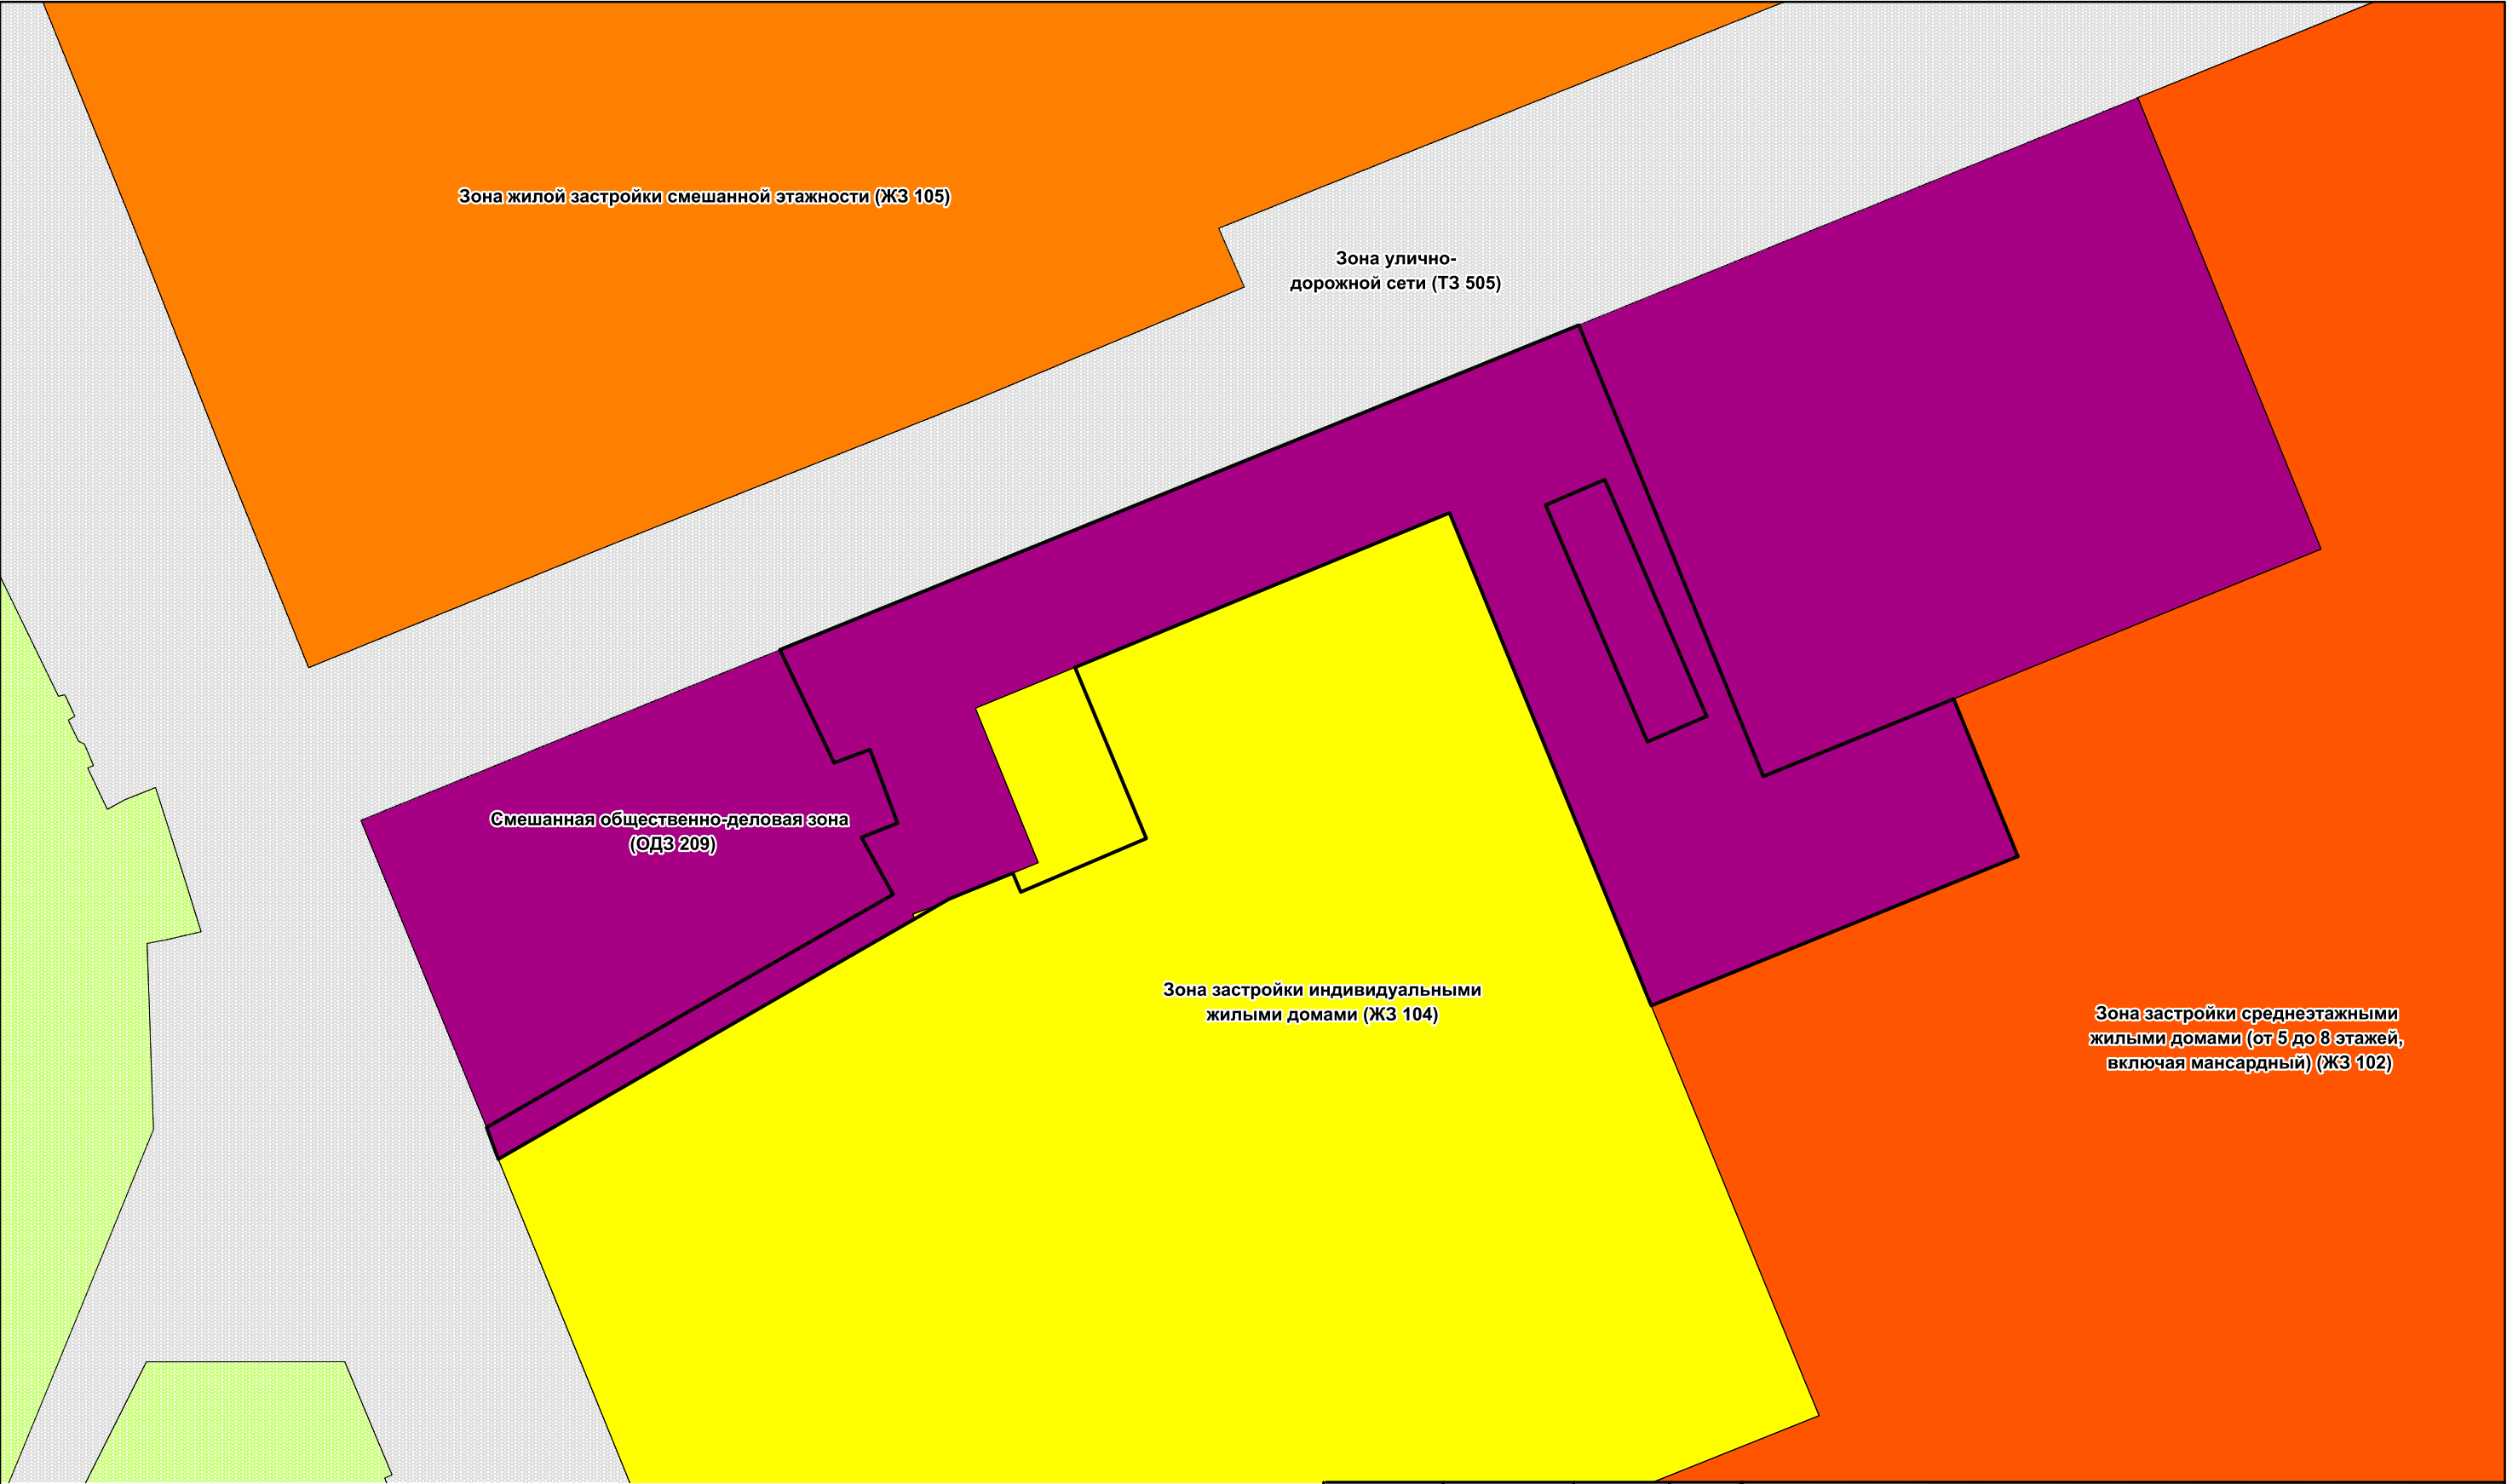 Зона жилой застройки смешанной этажности (ЖЗ 105)
Зона улично-
дорожной сети (ТЗ 505)
Смешанная общественно-деловая зона
(ОДЗ 209)
Зона застройки индивидуальными
жилыми домами (ЖЗ 104)
Зона застройки среднеэтажными
жилыми домами (от 5 до 8 этажей,
включая мансардный) (ЖЗ 102)